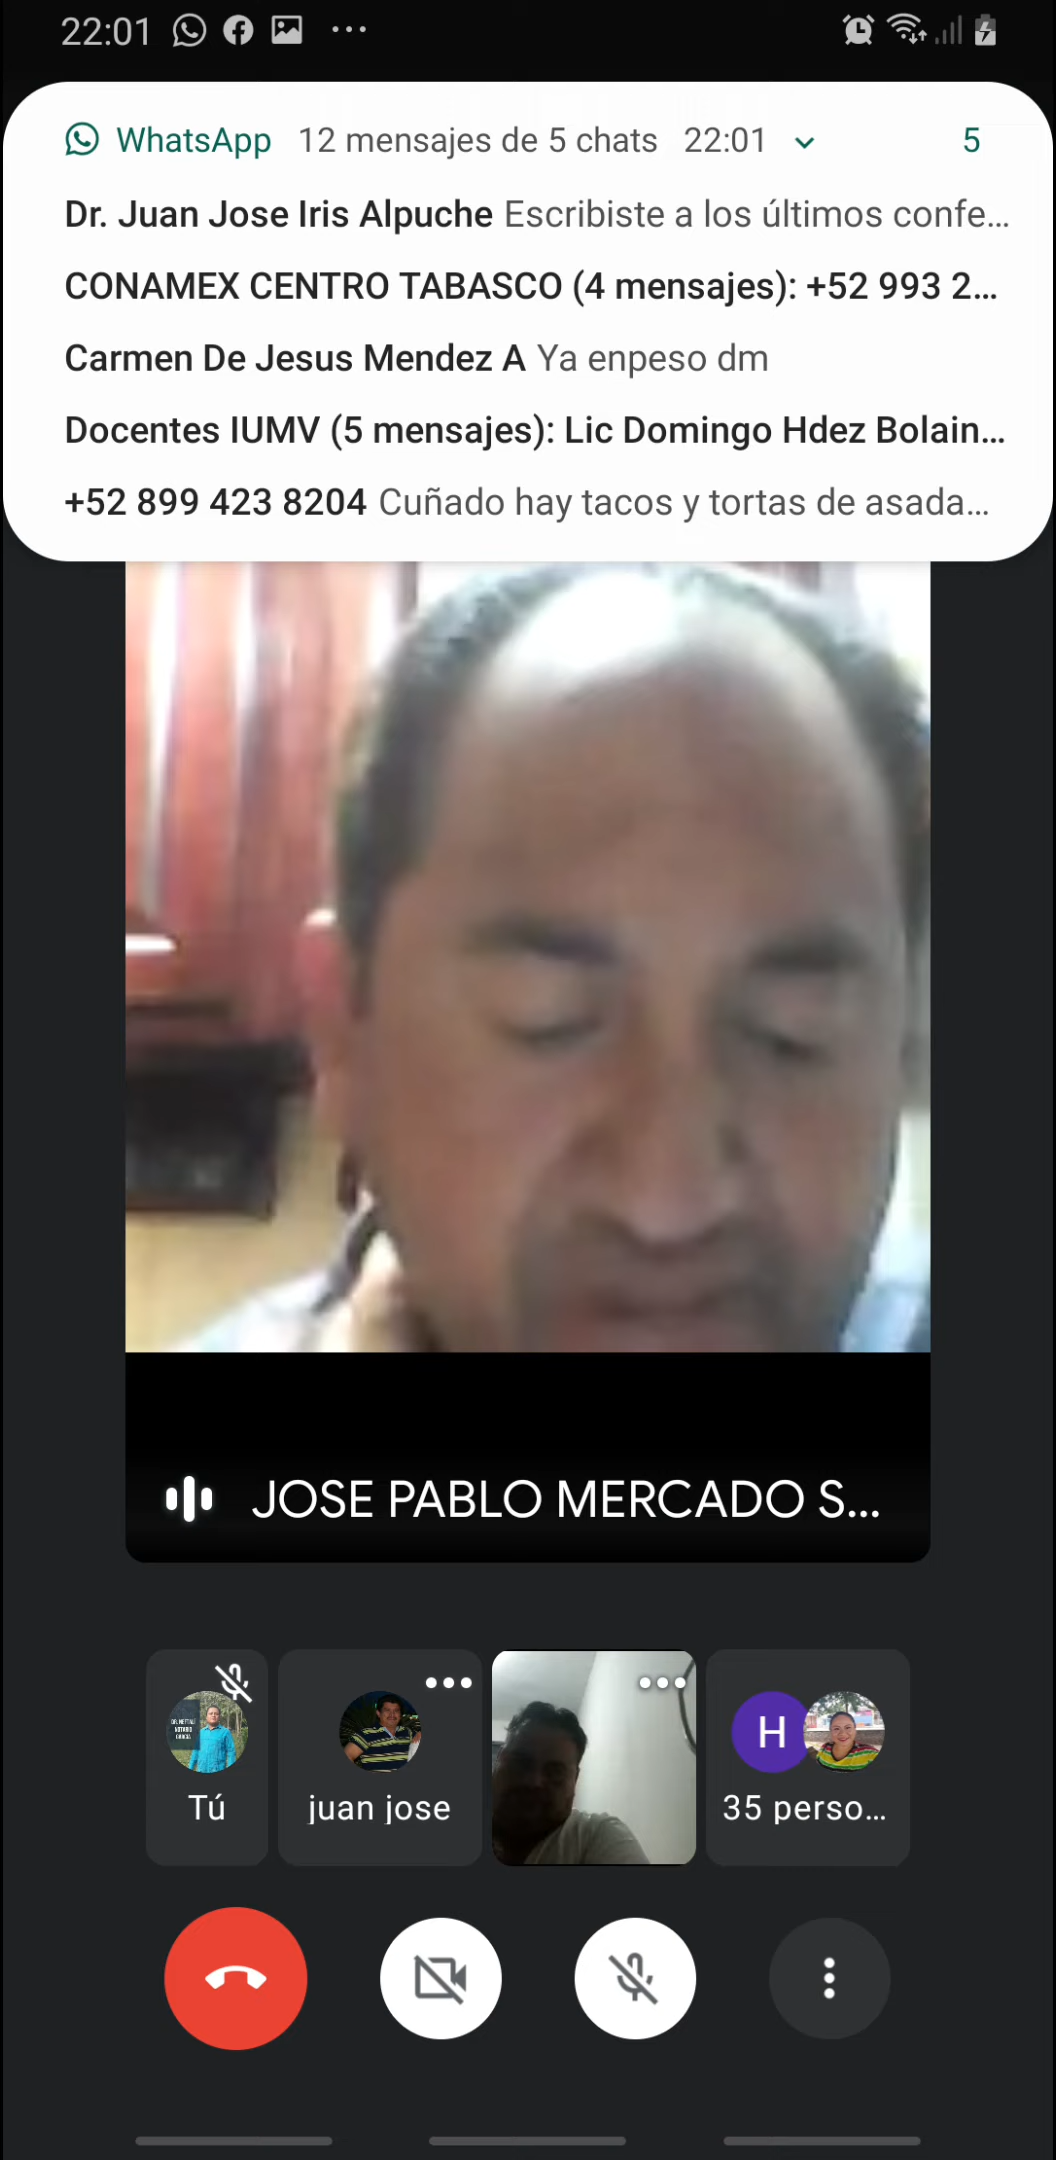 22:01
WhatsApp 12 mensajes de 5 chats 22:01 5
Dr. Juan Jose Iris Alpuche Escribiste a los últimos confe...
CONAMEX CENTRO TABASCO (4 mensajes): +52 993 2...
Carmen De Jesus Mendez A Ya enpeso dm
Docentes IUMV (5 mensajes): Lic Domingo Hdez Bolain...
+52 899 423 8204 Cuñado hay tacos y tortas de asada...
JOSE PABLO MERCADO S...
Tú
juan jose
H
35 perso...